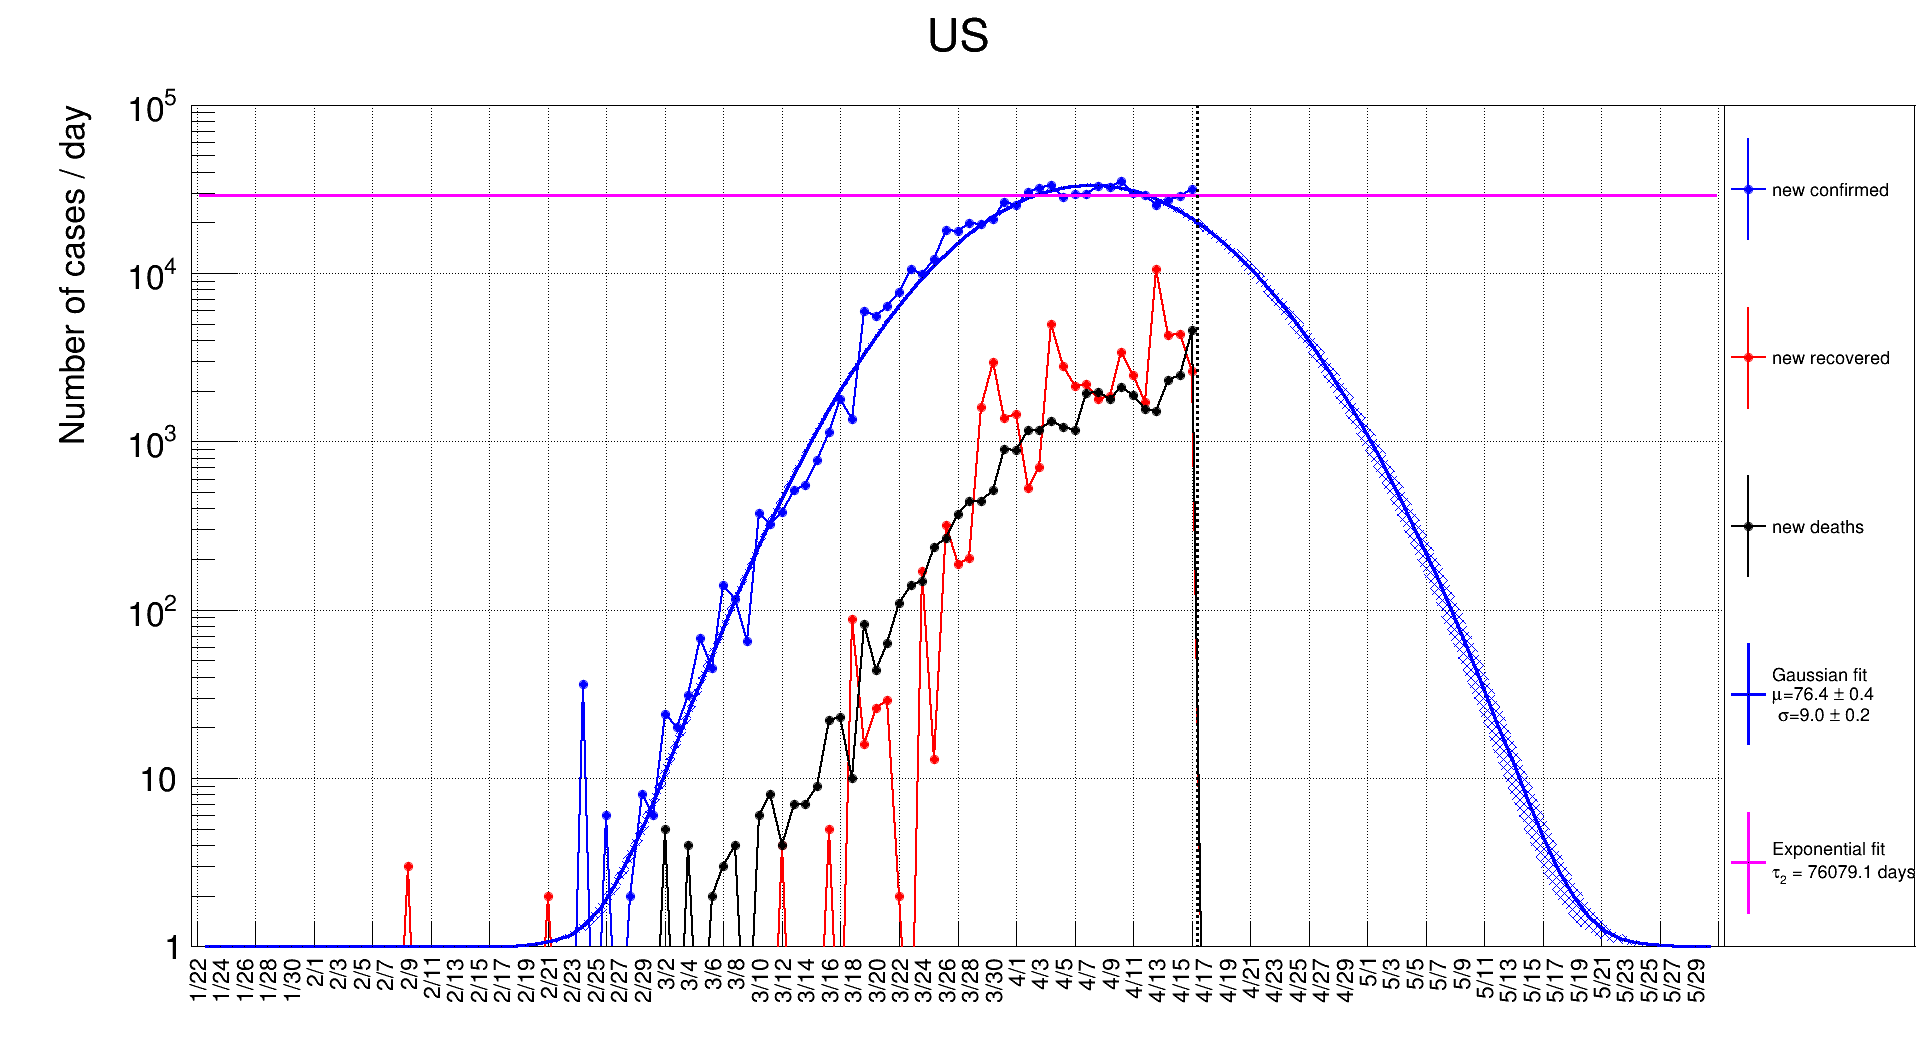 US
Number of cases / day
10⁵
10⁴
10³
10²
10
1
1/22 1/24 1/26 1/28 1/30 2/1 2/3 2/5 2/7 2/9 2/11 2/13 2/15 2/17 2/19 2/21 2/23 2/25 2/27 2/29 3/2 3/4 3/6 3/8 3/10 3/12 3/14 3/16 3/18 3/20 3/22 3/24 3/26 3/28 3/30 4/1 4/3 4/5 4/7 4/9 4/11 4/13 4/15 4/17 4/19 4/21 4/23 4/25 4/27 4/29 5/1 5/3 5/5 5/7 5/9 5/11 5/13 5/15 5/17 5/19 5/21 5/23 5/25 5/27 5/29
new confirmed
new recovered
new deaths
Gaussian fit
μ=76.4 ± 0.4
σ=9.0 ± 0.2
Exponential fit
τ₂ = 76079.1 days